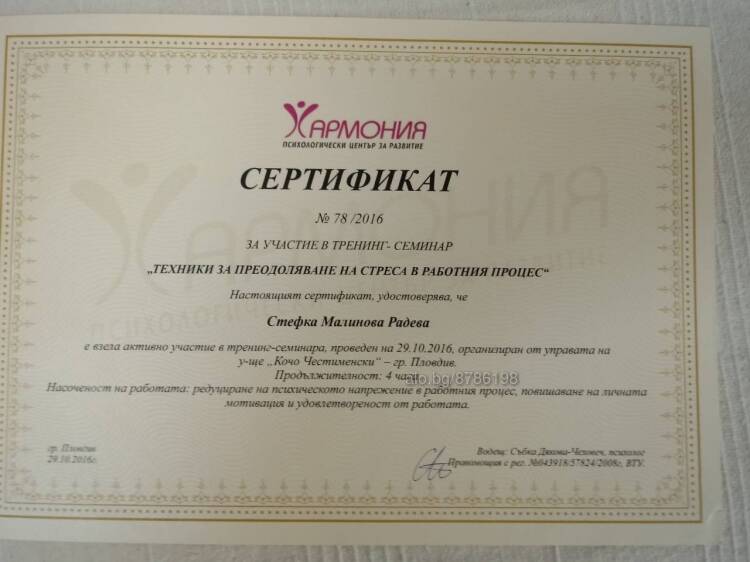 ХАРМОНИЯ
ПСИХОЛОГИЧЕСКИ ЦЕНТЪР ЗА РАЗВИТИЕ
СЕРТИФИКАТ
№ 78 /2016
ЗА УЧАСТИЕ В ТРЕНИНГ- СЕМИНАР
„ТЕХНИКИ ЗА ПРЕОДОЛЯВАНЕ НА СТРЕСА В РАБОТНИЯ ПРОЦЕС“
Настоящият сертификат, удостоверява, че
Стефка Малинова Радева
е взела активно участие в тренинг-семинара, проведен на 29.10.2016, организиран от управата на
у-ще „Кочо Честименски“ – гр. Пловдив.
Продължителност: 4 часа
alo.bg/8786198
Насоченост на работата: редуциране на психическото напрежение в работния процес, повишаване на личната
мотивация и удовлетвореност от работата.
гр. Пловдив
29.10.2016г.
Водещ: Събка Дякова-Чеповеч, психолог
Правоспособна с рег. №043918/57824/2008г, ВТУ.